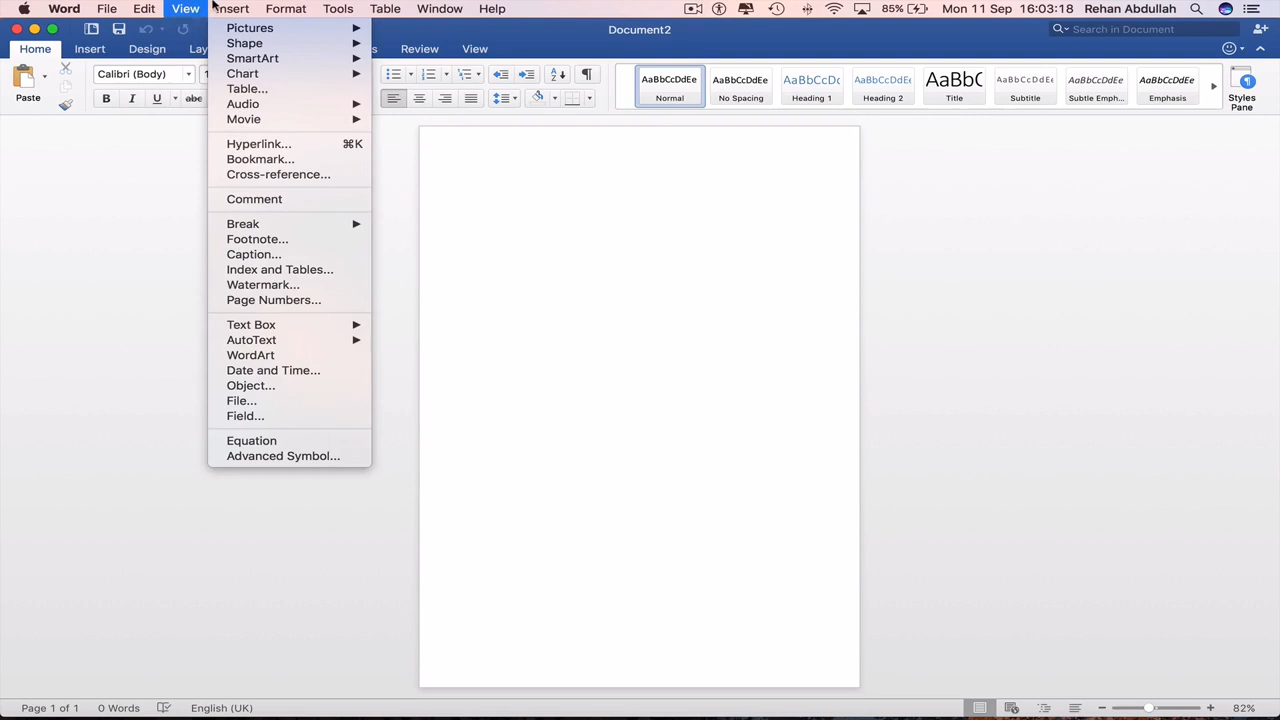 Word File Edit View Insert Format Tools Table Window Help 85% Mon 11 Sep 16:03:18 Rehan Abdullah
Document2
Search in Document
Home Insert Design Lay s Review View
Paste
Calibri (Body) 1
B I U abc
AaBbCcDdEe Normal
AaBbCcDdEe No Spacing
AaBbCcDc Heading 1
AaBbCcDdEe Heading 2
AaBbC Title
AaBbCcDdEe Subtitle
AaBbCcDdEe Subtle Emph...
AaBbCcDdEe Emphasis
Styles
Pane
Pictures
Shape
SmartArt
Chart
Table...
Audio
Movie
Hyperlink... ⌘K
Bookmark...
Cross-reference...
Comment
Break
Footnote...
Caption...
Index and Tables...
Watermark...
Page Numbers...
Text Box
AutoText
WordArt
Date and Time...
Object...
File...
Field...
Equation
Advanced Symbol...
Page 1 of 1 0 Words English (UK) 82%